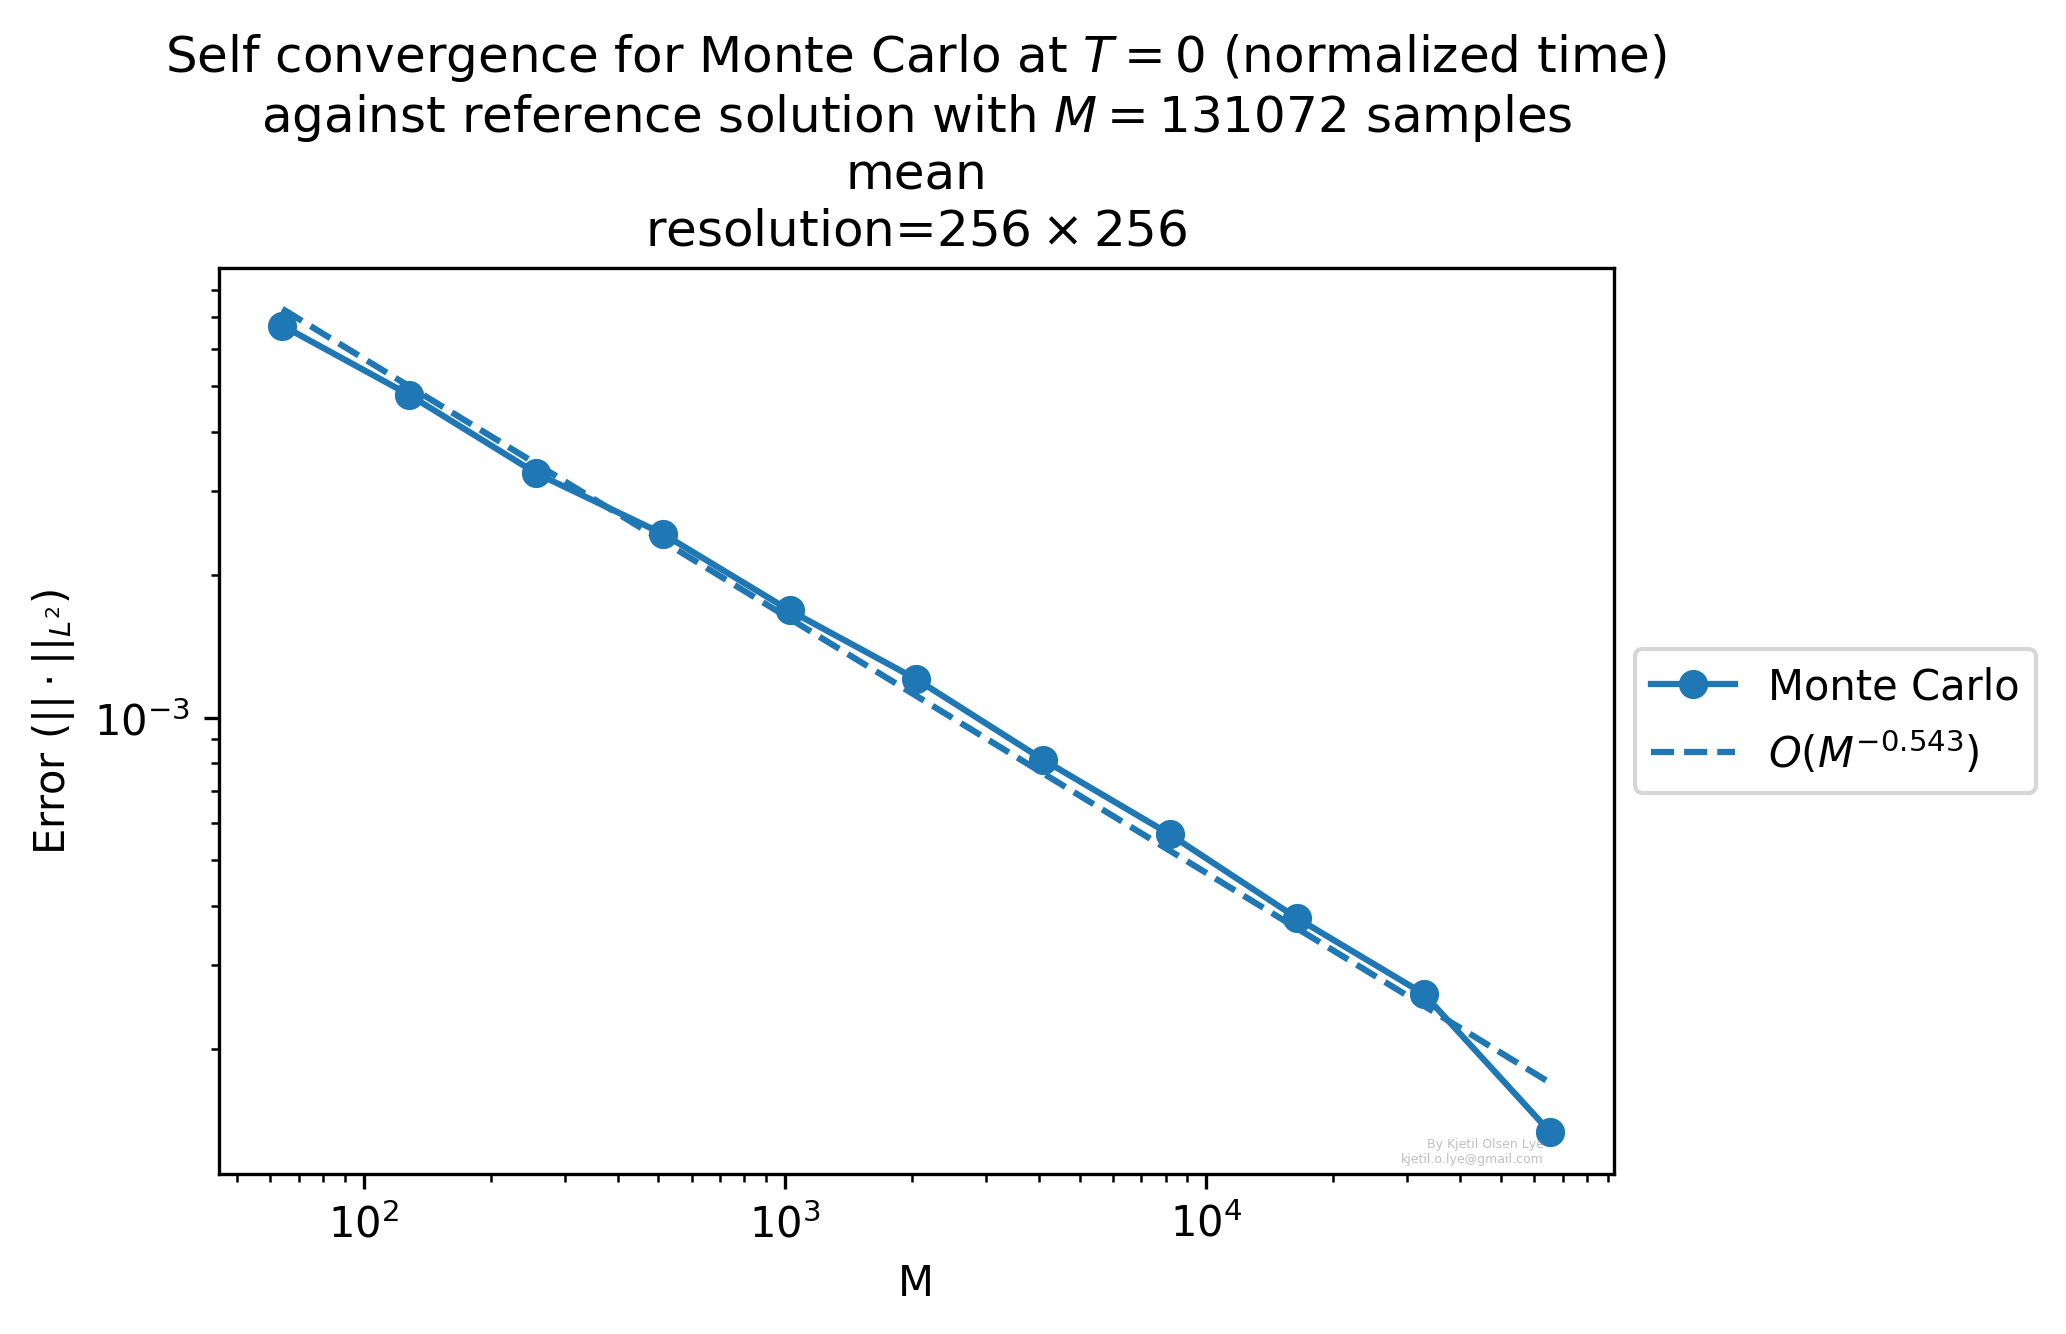 Self convergence for Monte Carlo at T = 0 (normalized time)
against reference solution with M = 131072 samples
mean
resolution=256 × 256
Error (|| · ||_{L^2})
10^{-3}
Monte Carlo
O(M^{-0.543})
By Kjetil Olsen Lye
kjetil.o.lye@gmail.com
10^2 10^3 10^4
M